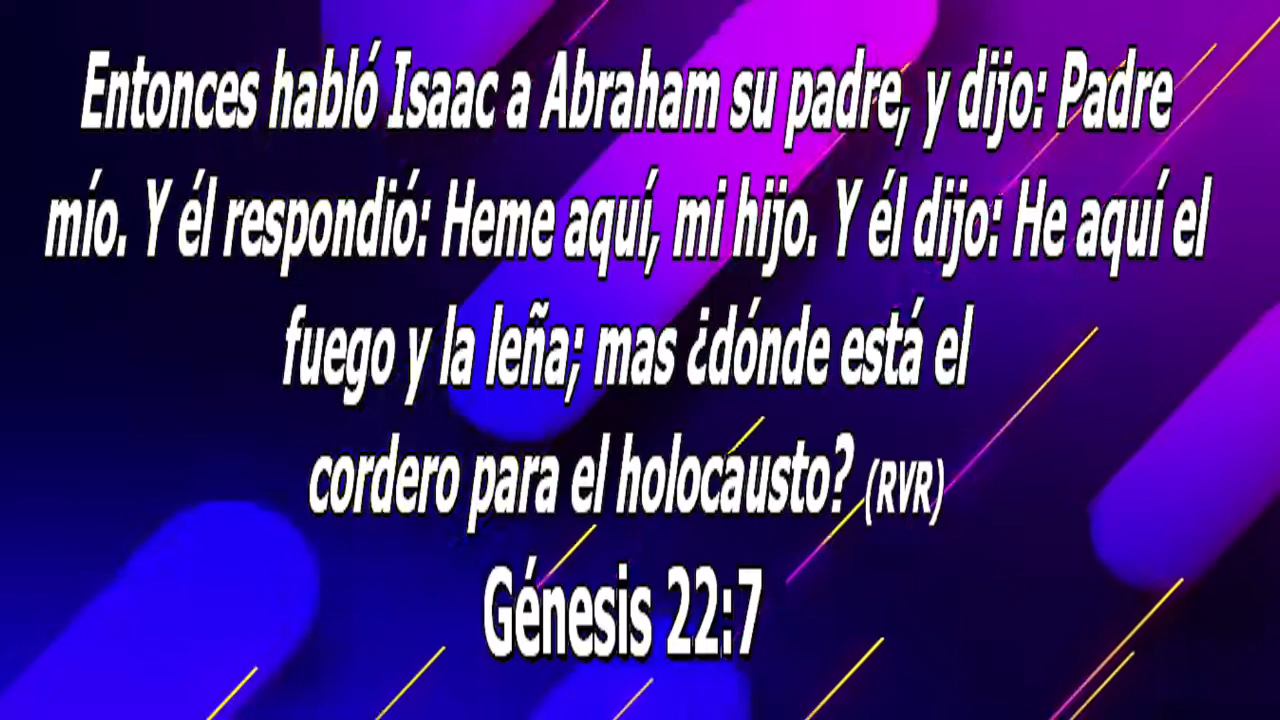 Entonces habló Isaac a Abraham su padre, y dijo: Padre
mío. Y él respondió: Heme aquí, mi hijo. Y él dijo: He aquí el
fuego y la leña; mas ¿dónde está el
cordero para el holocausto? (RVR)
Génesis 22:7